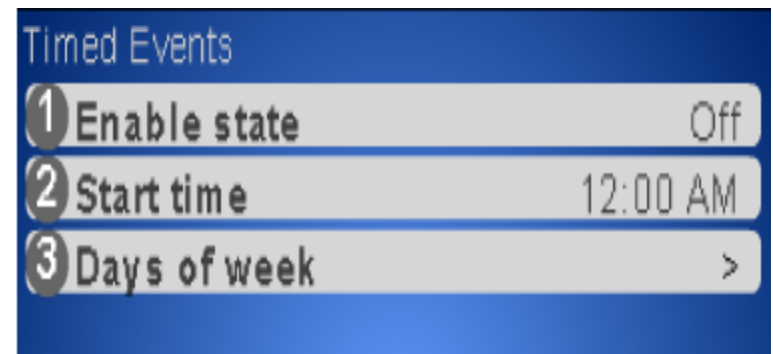 Timed Events
1 Enable state Off
2 Start time 12:00 AM
3 Days of week >